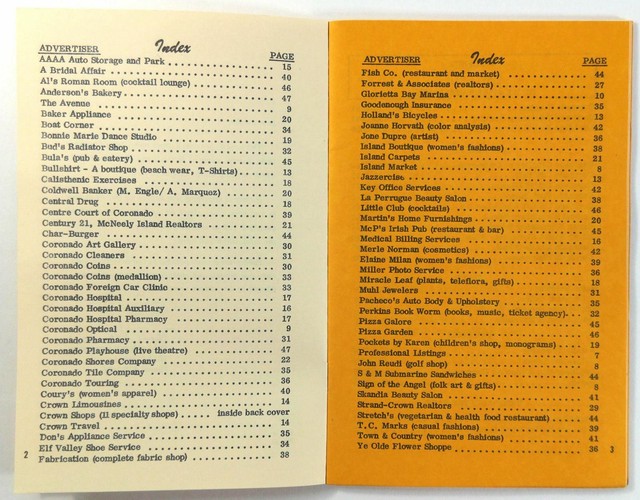 Index
ADVERTISER PAGE
AAAA Auto Storage and Park 15
A Bridal Affair 40
Al's Roman Room (cocktail lounge) 46
Anderson's Bakery 47
The Avenue 9
Baker Appliance 20
Boat Corner 34
Bonnie Marie Dance Studio 19
Bud's Radiator Shop 32
Bula's (pub & eatery) 45
Bullshirt - A boutique (beach wear, T-Shirts) 13
Calisthenic Exercises 18
Coldwell Banker (M. Engle/ A. Marquez) 20
Central Drug 18
Centre Court of Coronado 39
Century 21, McNeely Island Realtors 21
Char-Burger 44
Coronado Art Gallery 30
Coronado Cleaners 31
Coronado Coins 30
Coronado Coins (medallion) 33
Coronado Foreign Car Clinic 33
Coronado Hospital 17
Coronado Hospital Auxiliary 16
Coronado Hospital Pharmacy 17
Coronado Optical 9
Coronado Pharmacy 31
Coronado Playhouse (live theatre) 47
Coronado Shores Company 22
Coronado Tile Company 35
Coronado Touring 36
Coury's (women's apparel) 40
Crown Limousines 14
Crown Shops (11 specialty shops) inside back cover
Crown Travel 14
Don's Appliance Service 35
Elf Valley Shoe Service 34
Fabrication (complete fabric shop) 38
2
Index
ADVERTISER PAGE
Fish Co. (restaurant and market) 44
Forrest & Associates (realtors) 27
Glorietta Bay Marina 10
Goodenough Insurance 35
Holland's Bicycles 13
Joanne Horvath (color analysis) 42
Jone Dupre (artist) 36
Island Boutique (women's fashions) 38
Island Carpets 21
Island Market 8
Jazzercise 13
Key Office Services 42
La Perrugue Beauty Salon 38
Little Club (cocktails) 46
Martin's Home Furnishings 20
McP's Irish Pub (restaurant & bar) 45
Medical Billing Services 16
Merle Norman (cosmetics) 42
Elaine Milan (women's fashions) 39
Miller Photo Service 36
Miracle Leaf (plants, teleflora, gifts) 18
Muhl Jewelers 31
Pacheco's Auto Body & Upholstery 35
Perkins Book Worm (books, music, ticket agency). 32
Pizza Galore 45
Pizza Garden 46
Pockets by Karen (children's shop, monograms) 19
Professional Listings 7
John Reudi (golf shop) 8
S & M Submarine Sandwiches 44
Sign of the Angel (folk art & gifts) 8
Skandia Beauty Salon 41
Strand-Crown Realtors 29
Stretch's (vegetarian & health food restaurant) 44
T.C. Marks (casual fashions) 39
Town & Country (women's fashions) 41
Ye Olde Flower Shoppe 36
3